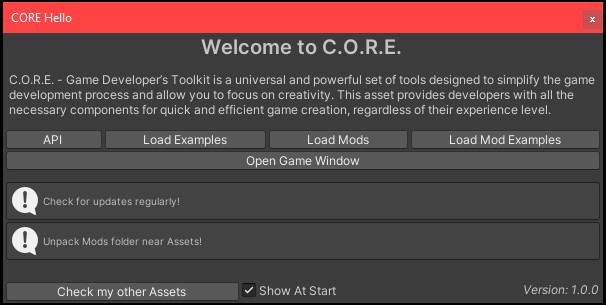 CORE Hello
x
Welcome to C.O.R.E.
C.O.R.E. - Game Developer's Toolkit is a universal and powerful set of tools designed to simplify the game
development process and allow you to focus on creativity. This asset provides developers with all the
necessary components for quick and efficient game creation, regardless of their experience level.
API Load Examples Load Mods Load Mod Examples
Open Game Window
Check for updates regularly!
Unpack Mods folder near Assets!
Check my other Assets Show At Start Version: 1.0.0